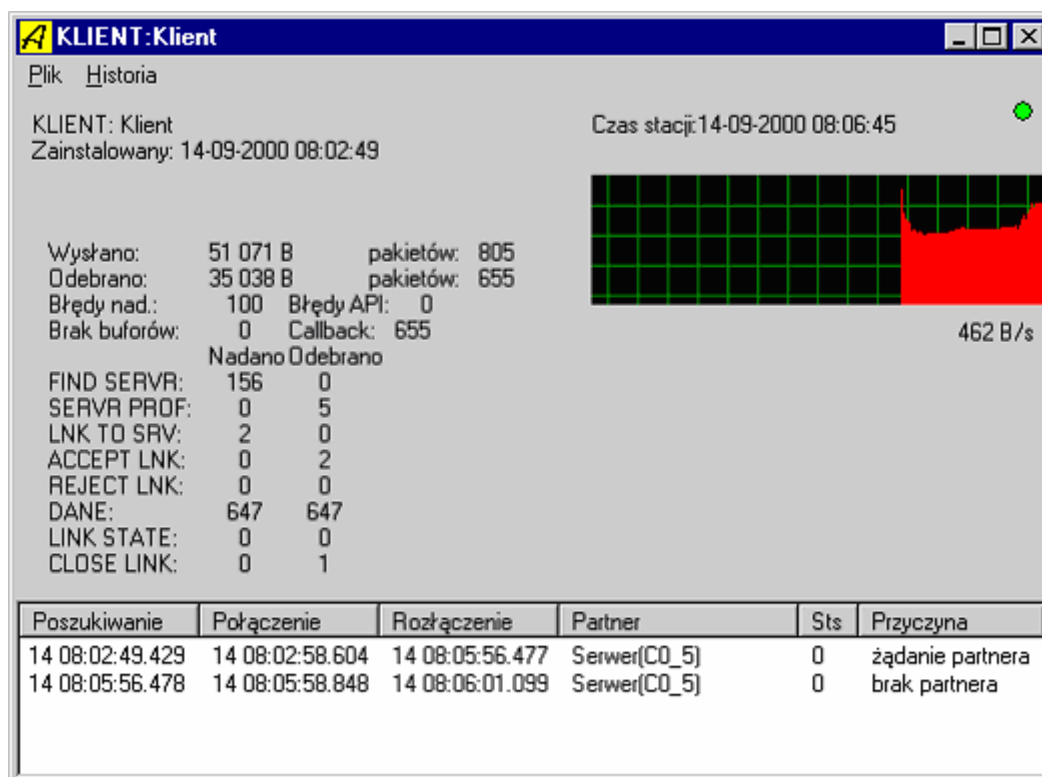 A KLIENT:Klient
Plik Historia
KLIENT: Klient
Czas stacji:14-09-2000 08:06:45
Zainstalowany: 14-09-2000 08:02:49
Wysłano: 51 071 B pakietów: 805
Odebrano: 35 038 B pakietów: 655
Błędy nad.: 100 Błędy API: 0
Brak buforów: 0 Callback: 655
462 B/s
Nadano Odebrano
FIND SERVR: 156 0
SERVR PROF: 0 5
LNK TO SRV: 2 0
ACCEPT LNK: 0 2
REJECT LNK: 0 0
DANE: 647 647
LINK STATE: 0 0
CLOSE LINK: 0 1
Poszukiwanie Połączenie Rozłączenie Partner Sts Przyczyna
14 08:02:49.429 14 08:02:58.604 14 08:05:56.477 Serwer(C0_5) 0 żądanie partnera
14 08:05:56.478 14 08:05:58.848 14 08:06:01.099 Serwer(C0_5) 0 brak partnera